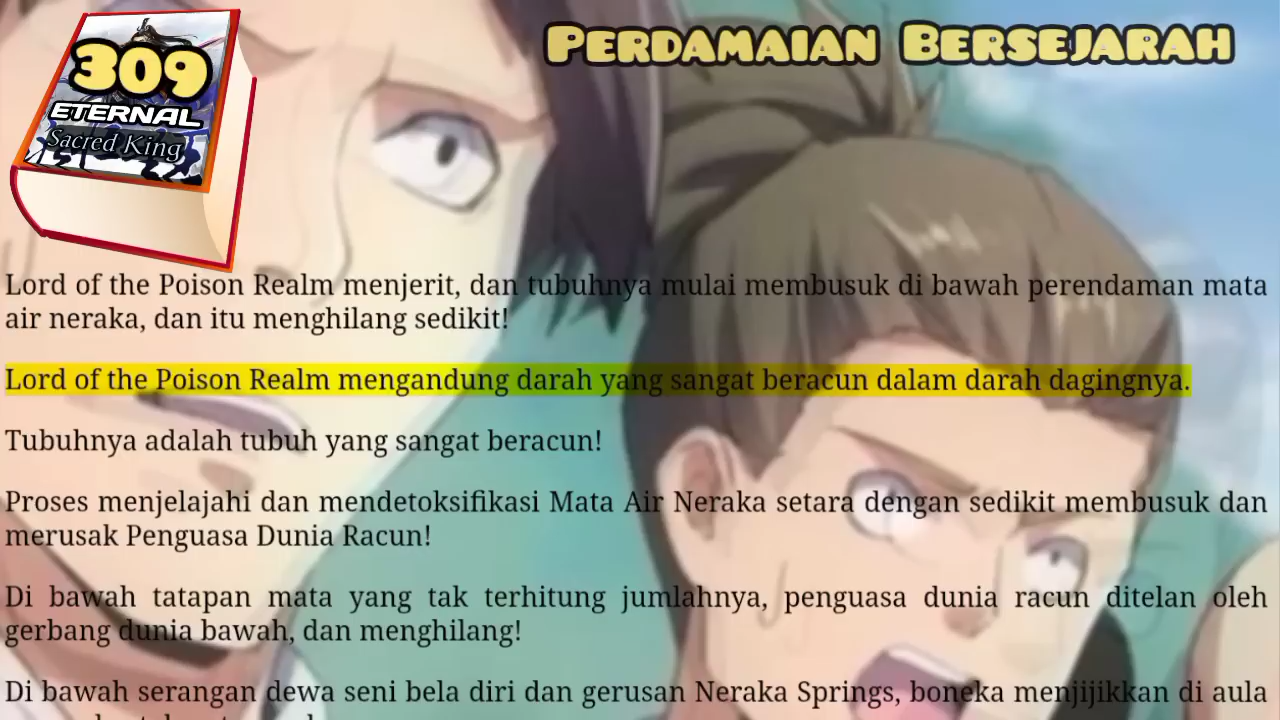 309
ETERNAL
Sacred King
PERDAMAIAN BERSEJARAH
Lord of the Poison Realm menjerit, dan tubuhnya mulai membusuk di bawah perendaman mata
air neraka, dan itu menghilang sedikit!
Lord of the Poison Realm mengandung darah yang sangat beracun dalam darah dagingnya.
Tubuhnya adalah tubuh yang sangat beracun!
Proses menjelajahi dan mendetoksifikasi Mata Air Neraka setara dengan sedikit membusuk dan
merusak Penguasa Dunia Racun!
Di bawah tatapan mata yang tak terhitung jumlahnya, penguasa dunia racun ditelan oleh
gerbang dunia bawah, dan menghilang!
Di bawah serangan dewa seni bela diri dan gerusan Neraka Springs, boneka menjijikkan di aula